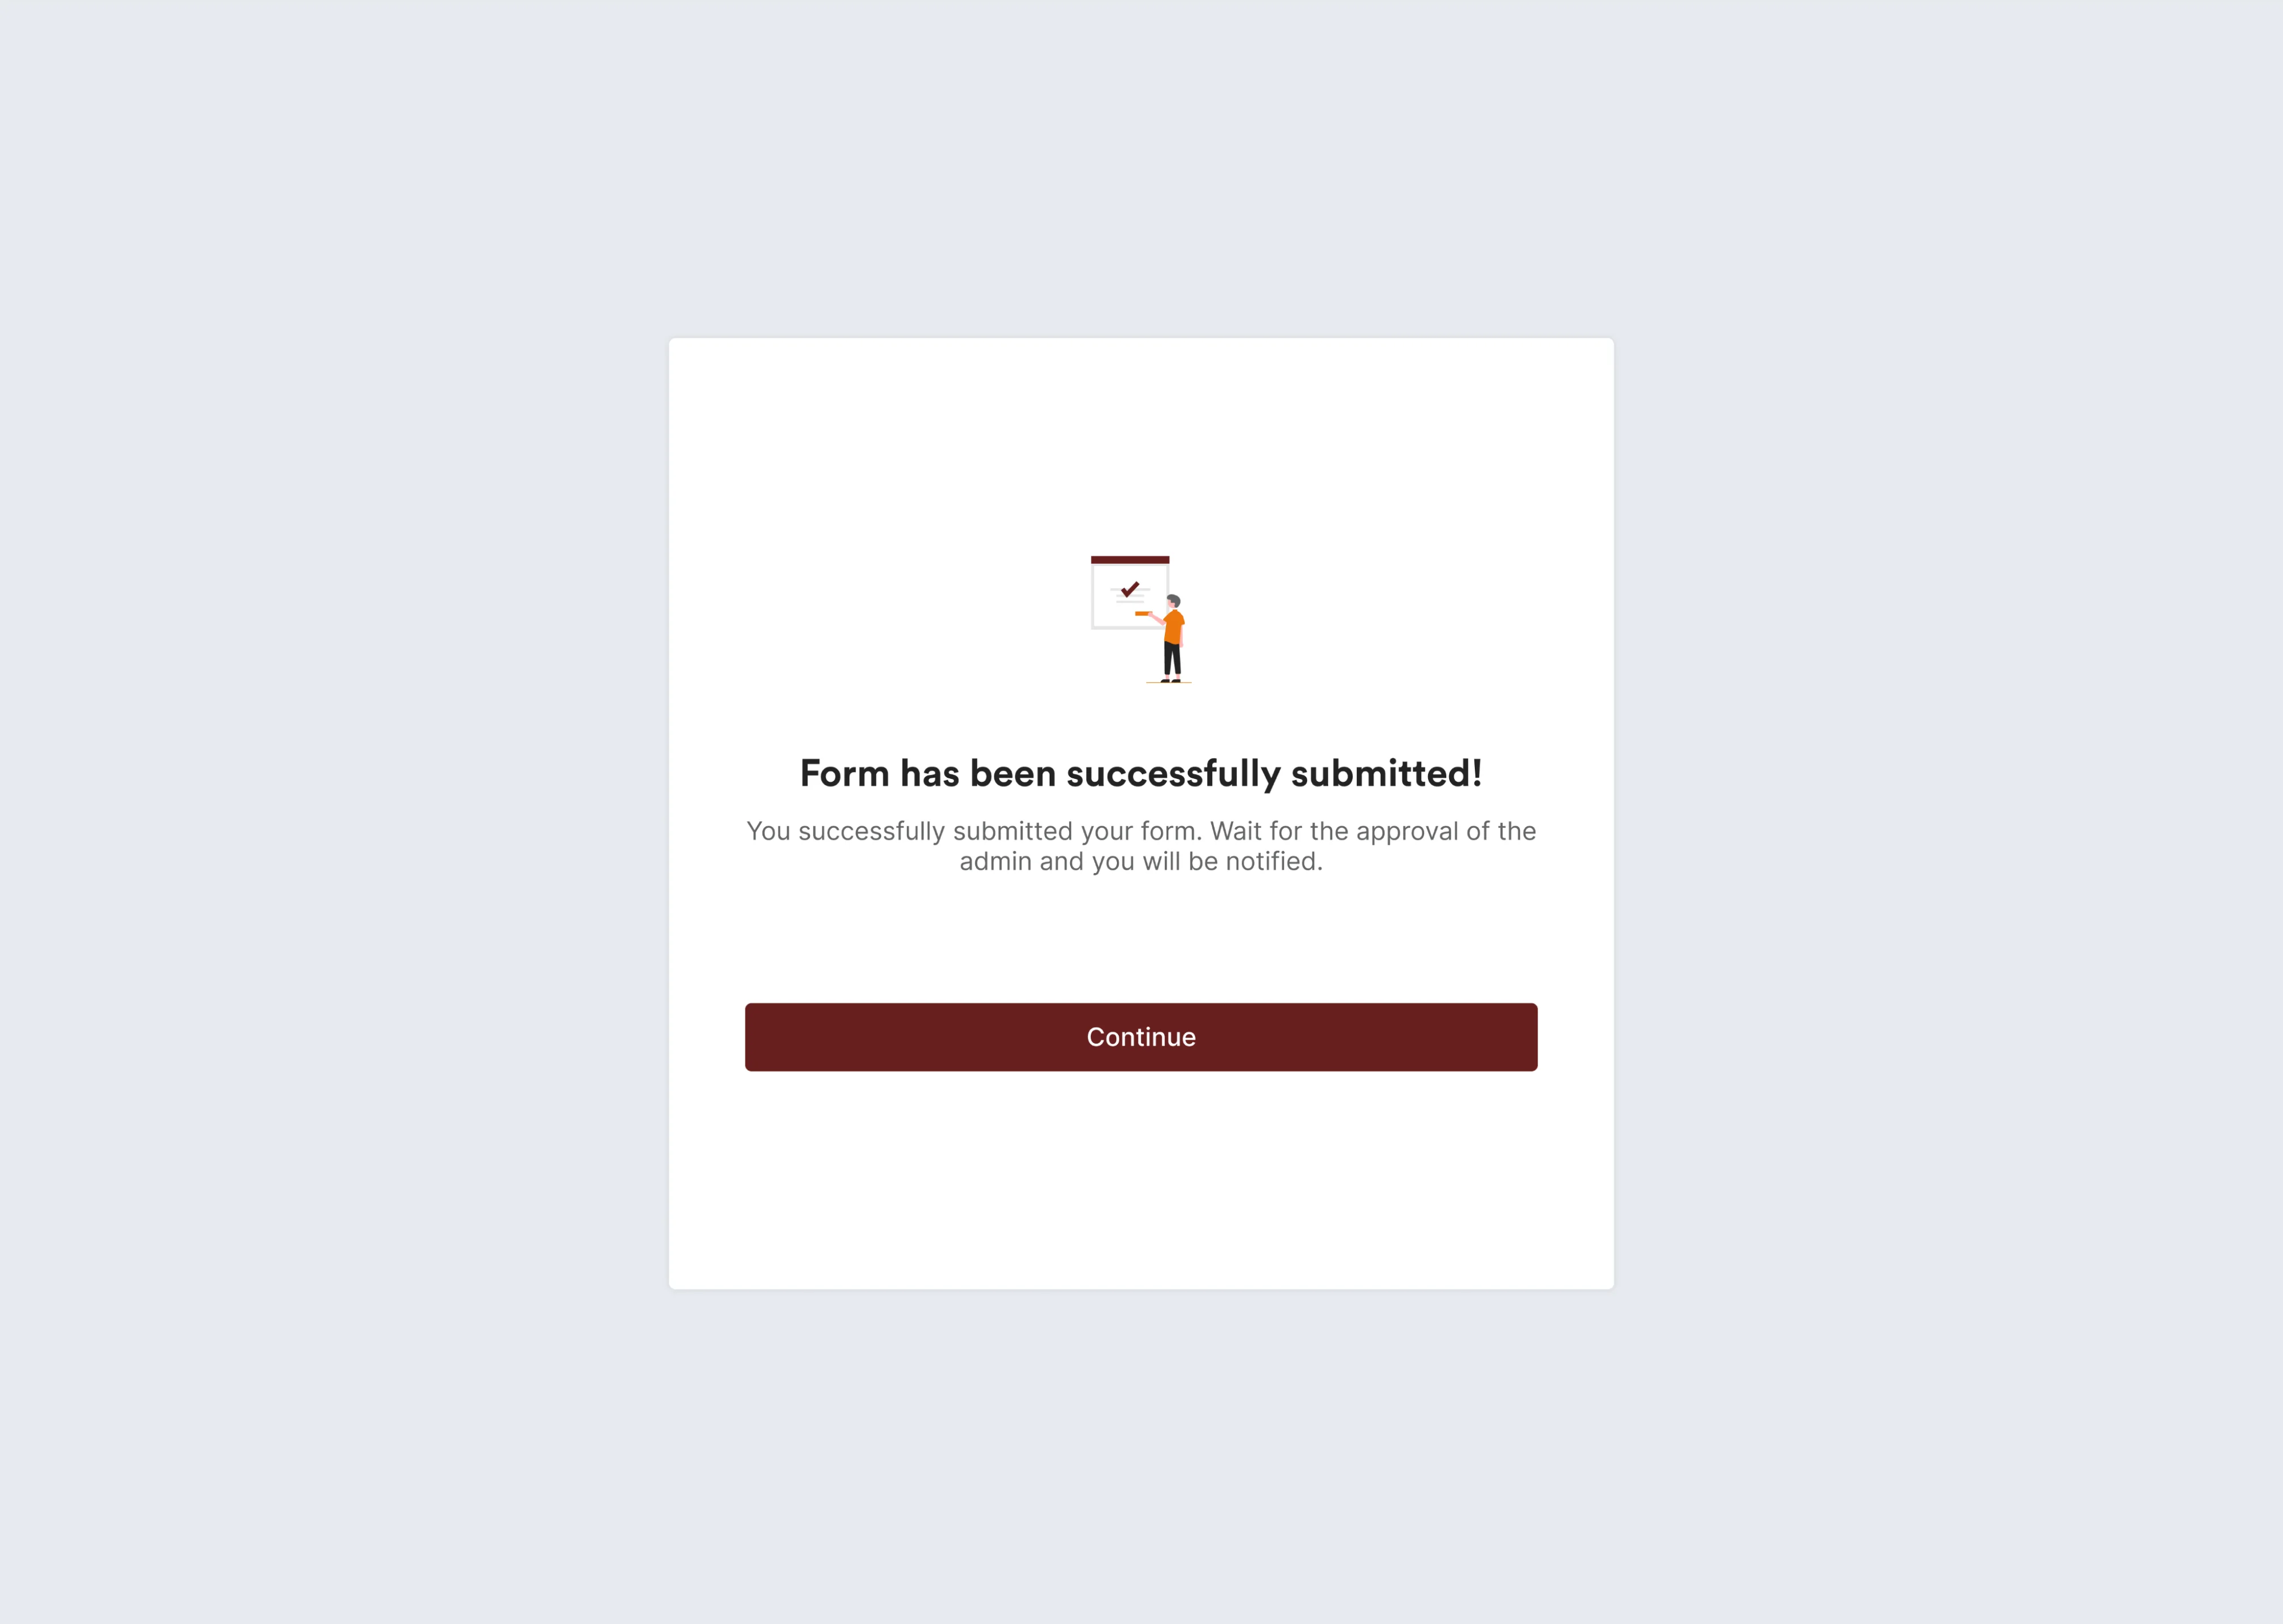 Form has been successfully submitted!
You successfully submitted your form. Wait for the approval of the
admin and you will be notified.
Continue